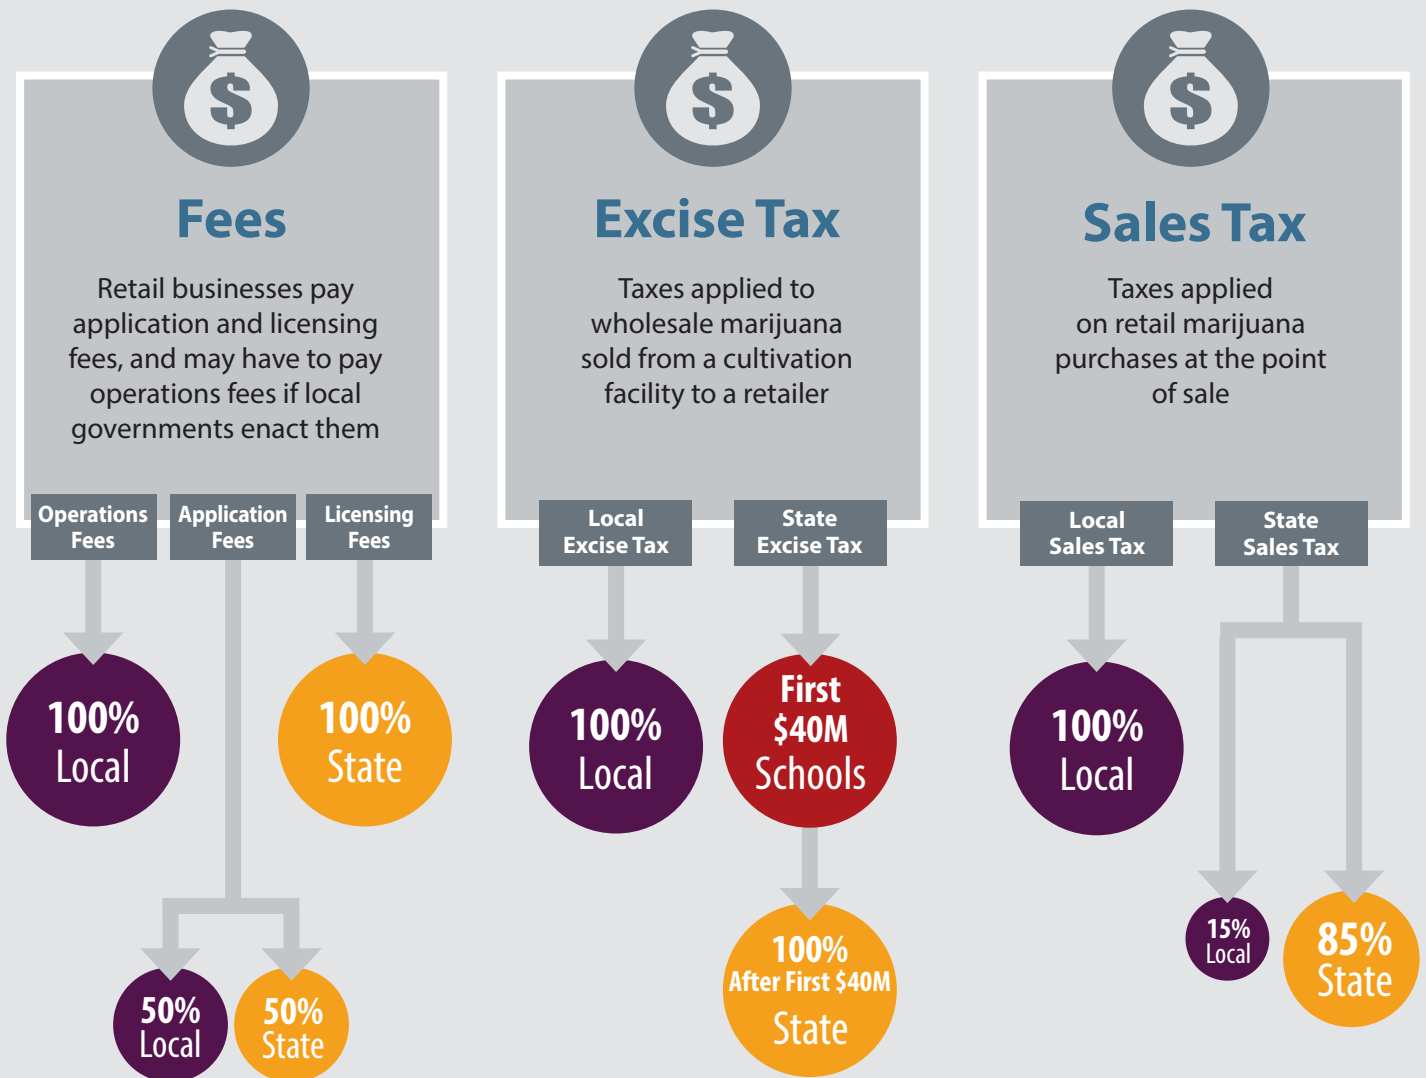 $
Fees
Retail businesses pay
application and licensing
fees, and may have to pay
operations fees if local
governments enact them
Operations
Fees
Application
Fees
Licensing
Fees
100%
Local
100%
State
50%
Local
50%
State
$
Excise Tax
Taxes applied to
wholesale marijuana
sold from a cultivation
facility to a retailer
Local
Excise Tax
State
Excise Tax
100%
Local
First
$40M
Schools
100%
After First $40M
State
$
Sales Tax
Taxes applied
on retail marijuana
purchases at the point
of sale
Local
Sales Tax
State
Sales Tax
100%
Local
15%
Local
85%
State